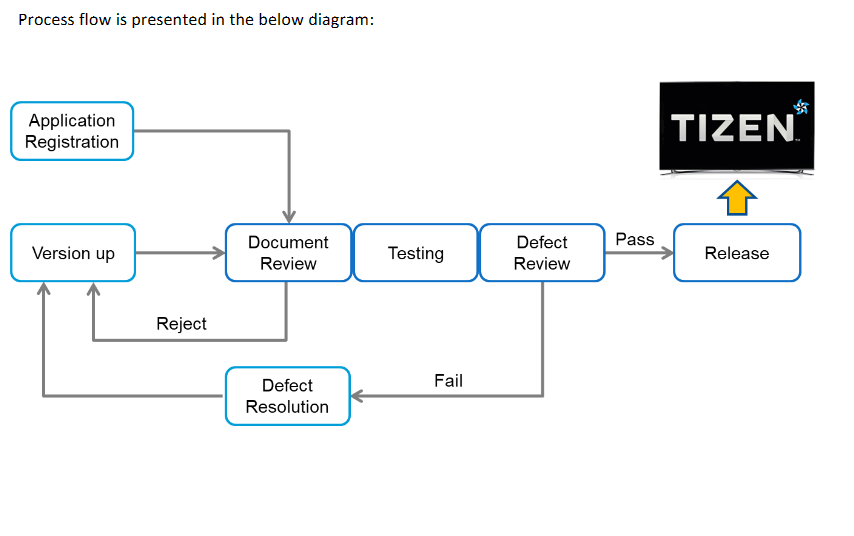 Process flow is presented in the below diagram:
Application
Registration
TIZEN
Version up
Document
Review
Testing
Defect
Review
Pass
Release
Reject
Defect
Resolution
Fail